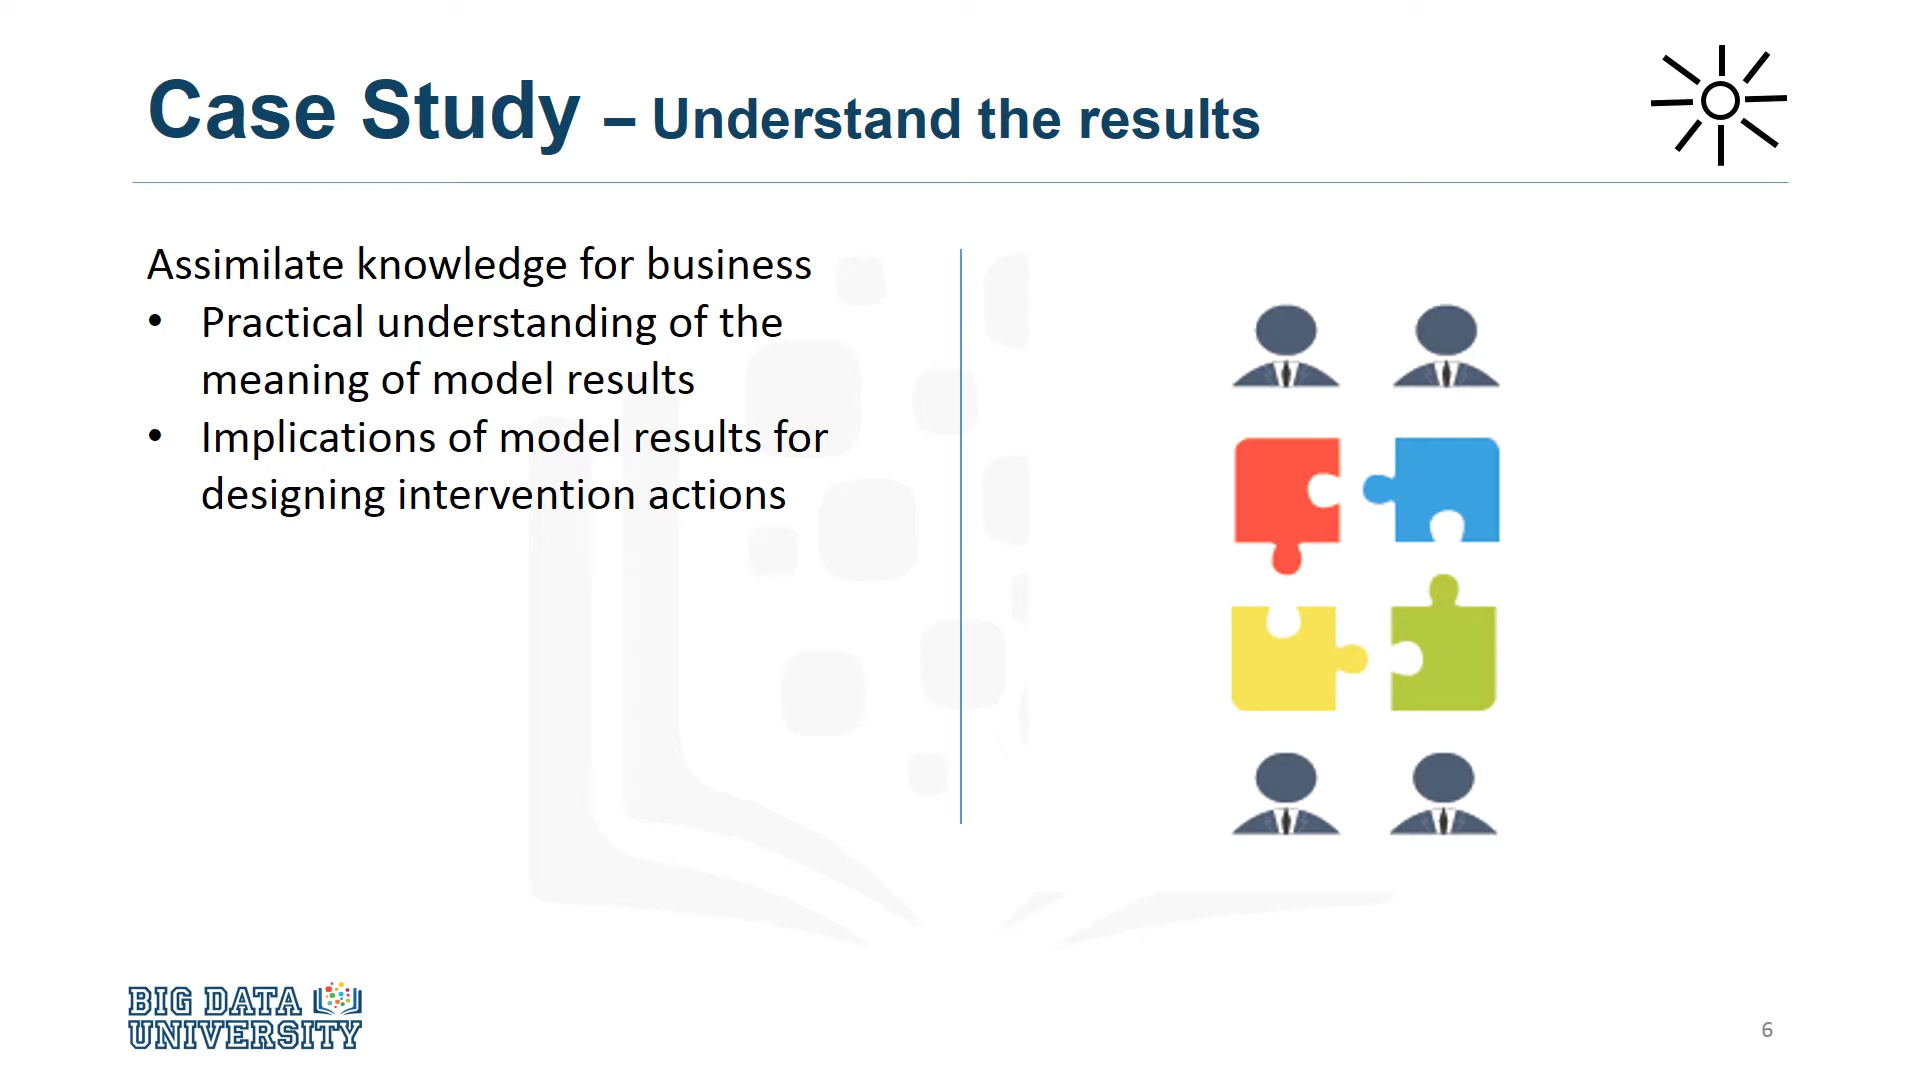 Case Study – Understand the results
Assimilate knowledge for business
• Practical understanding of the
meaning of model results
• Implications of model results for
designing intervention actions
BIG DATA
UNIVERSITY
6